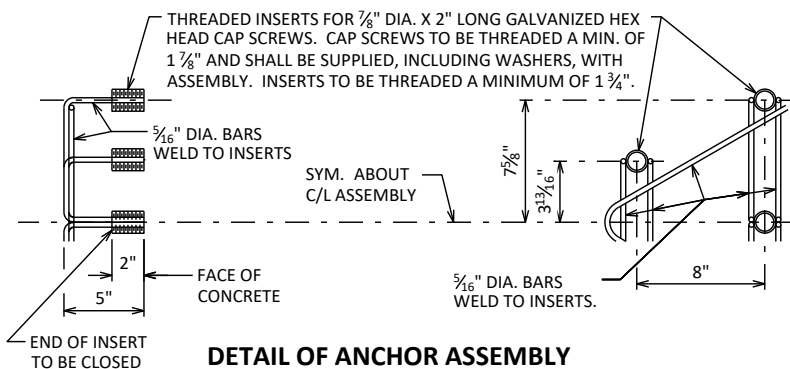 THREADED INSERTS FOR ⅞" DIA. X 2" LONG GALVANIZED HEX
HEAD CAP SCREWS. CAP SCREWS TO BE THREADED A MIN. OF
1 ⅞" AND SHALL BE SUPPLIED, INCLUDING WASHERS, WITH
ASSEMBLY. INSERTS TO BE THREADED A MINIMUM OF 1 ¾".
5/16" DIA. BARS
WELD TO INSERTS
SYM. ABOUT
C/L ASSEMBLY
7⅝"
3 13/16"
2"
5"
FACE OF
CONCRETE
5/16" DIA. BARS
WELD TO INSERTS.
8"
END OF INSERT
TO BE CLOSED
DETAIL OF ANCHOR ASSEMBLY